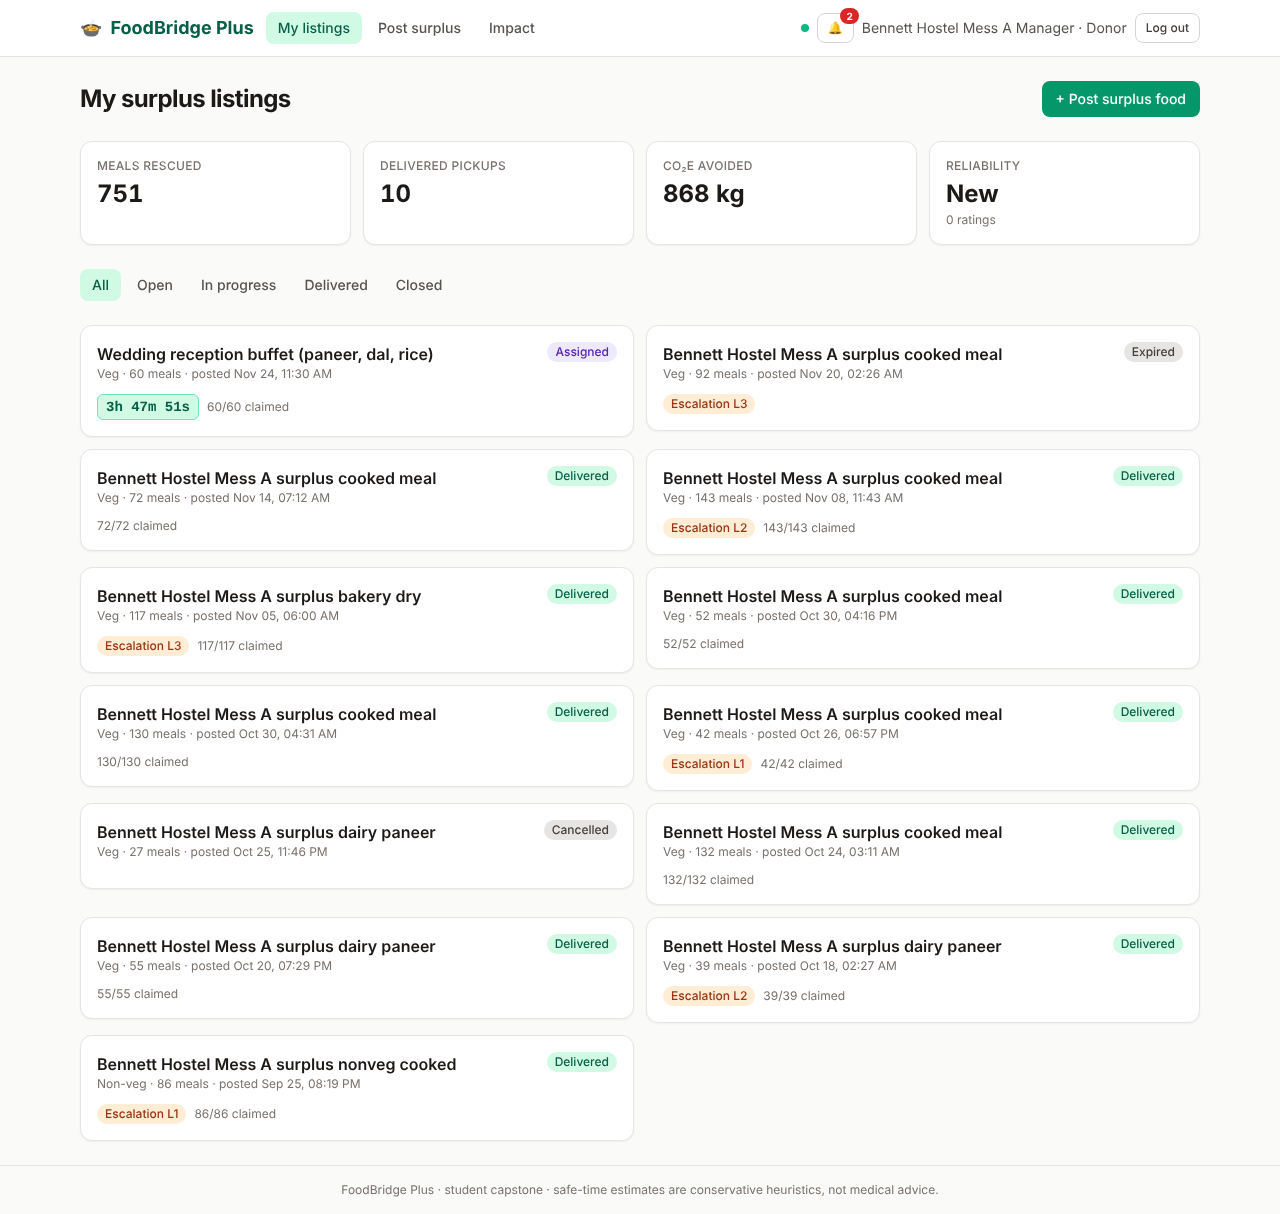 FoodBridge Plus
My listings
Post surplus
Impact
2
Bennett Hostel Mess A Manager · Donor
Log out
My surplus listings
+ Post surplus food
MEALS RESCUED
751
DELIVERED PICKUPS
10
CO₂E AVOIDED
868 kg
RELIABILITY
New
0 ratings
All
Open
In progress
Delivered
Closed
Wedding reception buffet (paneer, dal, rice)
Assigned
Veg · 60 meals · posted Nov 24, 11:30 AM
3h 47m 51s
60/60 claimed
Bennett Hostel Mess A surplus cooked meal
Expired
Veg · 92 meals · posted Nov 20, 02:26 AM
Escalation L3
Bennett Hostel Mess A surplus cooked meal
Delivered
Veg · 72 meals · posted Nov 14, 07:12 AM
72/72 claimed
Bennett Hostel Mess A surplus cooked meal
Delivered
Veg · 143 meals · posted Nov 08, 11:43 AM
Escalation L2
143/143 claimed
Bennett Hostel Mess A surplus bakery dry
Delivered
Veg · 117 meals · posted Nov 05, 06:00 AM
Escalation L3
117/117 claimed
Bennett Hostel Mess A surplus cooked meal
Delivered
Veg · 52 meals · posted Oct 30, 04:16 PM
52/52 claimed
Bennett Hostel Mess A surplus cooked meal
Delivered
Veg · 130 meals · posted Oct 30, 04:31 AM
130/130 claimed
Bennett Hostel Mess A surplus cooked meal
Delivered
Veg · 42 meals · posted Oct 26, 06:57 PM
Escalation L1
42/42 claimed
Bennett Hostel Mess A surplus dairy paneer
Cancelled
Veg · 27 meals · posted Oct 25, 11:46 PM
Bennett Hostel Mess A surplus cooked meal
Delivered
Veg · 132 meals · posted Oct 24, 03:11 AM
132/132 claimed
Bennett Hostel Mess A surplus dairy paneer
Delivered
Veg · 55 meals · posted Oct 20, 07:29 PM
55/55 claimed
Bennett Hostel Mess A surplus dairy paneer
Delivered
Veg · 39 meals · posted Oct 18, 02:27 AM
Escalation L2
39/39 claimed
Bennett Hostel Mess A surplus nonveg cooked
Delivered
Non-veg · 86 meals · posted Sep 25, 08:19 PM
Escalation L1
86/86 claimed
FoodBridge Plus · student capstone · safe-time estimates are conservative heuristics, not medical advice.